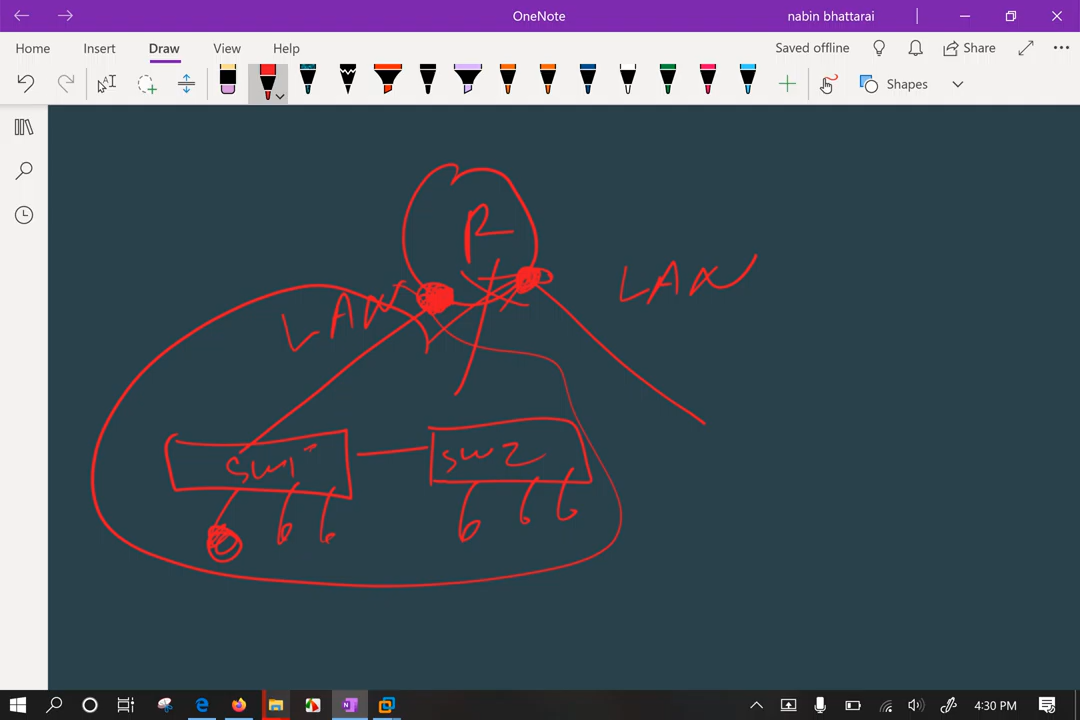 OneNote
nabin bhattarai
Home Insert Draw View Help
Saved offline
Share
Shapes
R
LAN
LAN
SW1
SW2
4:30 PM